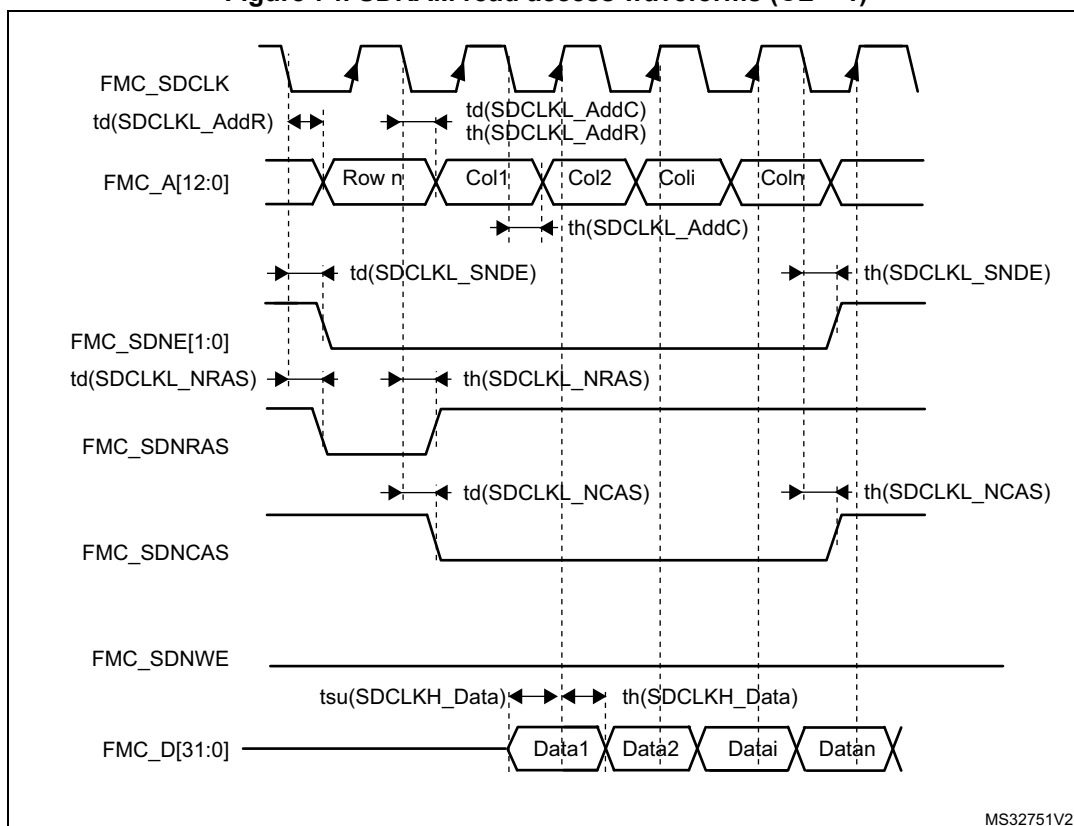 FMC_SDCLK
td(SDCLKL_AddR)
td(SDCLKL_AddC)
th(SDCLKL_AddR)
FMC_A[12:0]
Row n
Col1
Col2
Coli
Coln
th(SDCLKL_AddC)
td(SDCLKL_SNDE)
th(SDCLKL_SNDE)
FMC_SDNE[1:0]
td(SDCLKL_NRAS)
th(SDCLKL_NRAS)
FMC_SDNRAS
td(SDCLKL_NCAS)
th(SDCLKL_NCAS)
FMC_SDNCAS
FMC_SDNWE
tsu(SDCLKH_Data)
th(SDCLKH_Data)
FMC_D[31:0]
Data1
Data2
Datai
Datan
MS32751V2